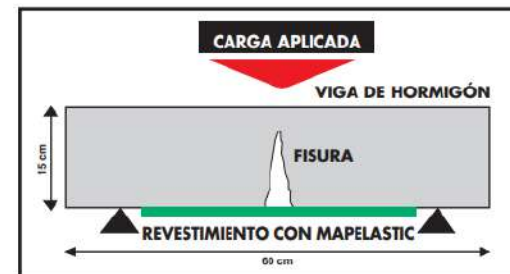 CARGA APLICADA
VIGA DE HORMIGÓN
15 cm
FISURA
REVESTIMIENTO CON MAPELASTIC
60 cm